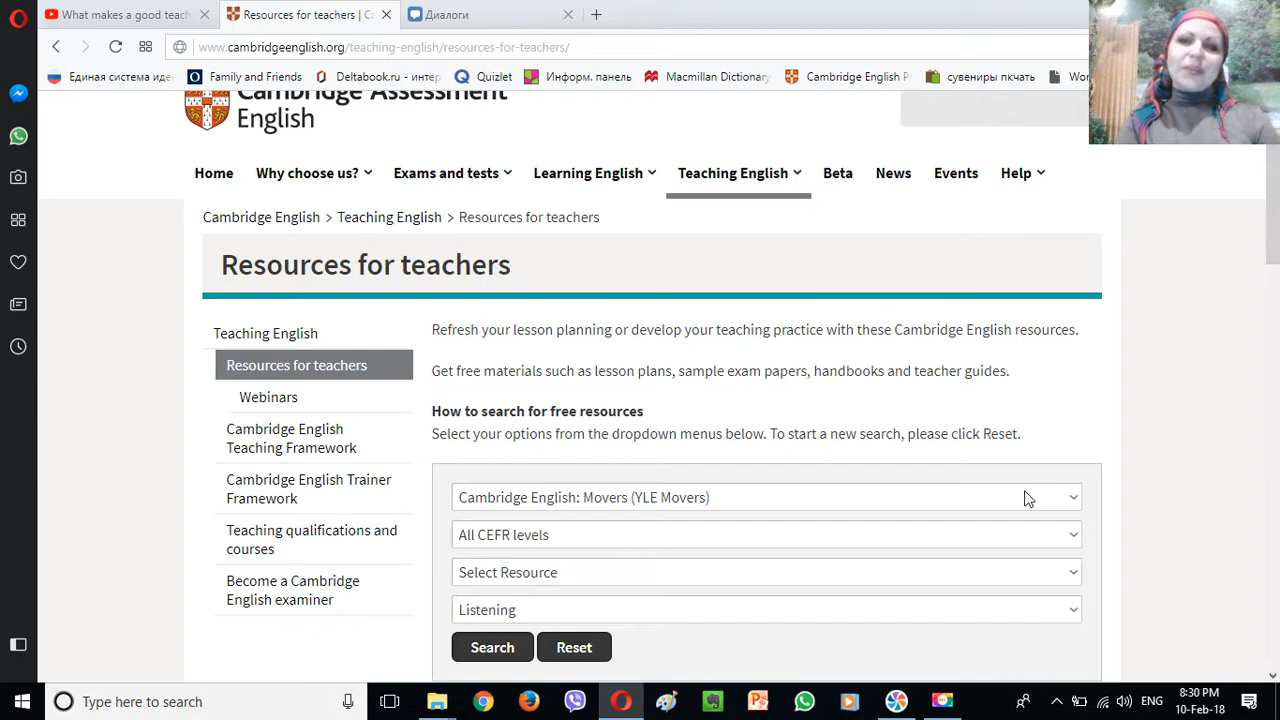 What makes a good teach
Resources for teachers | Ca
Диалоги
www.cambridgeenglish.org/teaching-english/resources-for-teachers/
Единая система иде
Family and Friends
Deltabook.ru - интер
Quizlet
Информ. панель
Macmillan Dictionary
Cambridge English Pr
сувениры пкчать
Wor
Cambridge Assessment
English
Home
Why choose us?
Exams and tests
Learning English
Teaching English
Beta
News
Events
Help
Cambridge English > Teaching English > Resources for teachers
Resources for teachers
Teaching English
Resources for teachers
Webinars
Cambridge English
Teaching Framework
Cambridge English Trainer
Framework
Teaching qualifications and
courses
Become a Cambridge
English examiner
Refresh your lesson planning or develop your teaching practice with these Cambridge English resources.
Get free materials such as lesson plans, sample exam papers, handbooks and teacher guides.
How to search for free resources
Select your options from the dropdown menus below. To start a new search, please click Reset.
Cambridge English: Movers (YLE Movers)
All CEFR levels
Select Resource
Listening
Search
Reset
Type here to search
ENG
8:30 PM
10-Feb-18